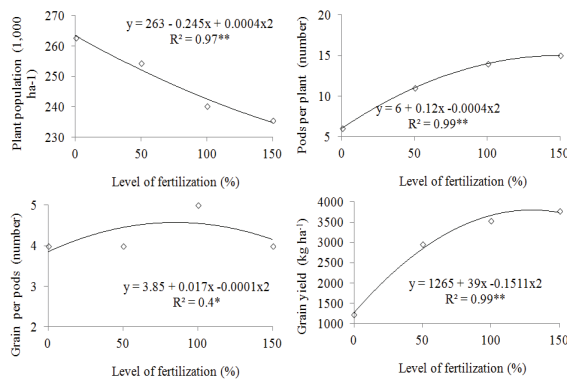 Plant population (1,000 ha-1)
270
260
250
240
230
y = 263 - 0.245x + 0.0004x2
R² = 0.97**
0
50
100
150
Level of fertilization (%)
Pods per plant (number)
20
15
10
5
y = 6 + 0.12x -0.0004x2
R² = 0.99**
0
50
100
150
Level of fertilization (%)
Grain per pods (number)
5
4
3
2
y = 3.85 + 0.017x -0.0001x2
R² = 0.4*
0
50
100
150
Level of fertilization (%)
Grain yield (kg ha-1)
4000
3500
3000
2500
2000
1500
1000
y = 1265 + 39x -0.1511x2
R² = 0.99**
0
50
100
150
Level of fertilization (%)